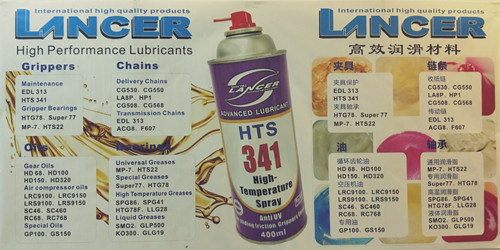 International high quality products
LANCER
High Performance Lubricants
Grippers
Maintenance
EDL 313
HTS 341
Gripper Bearings
HTG78. Super 77
MP-7. HTS22
Chains
Delivery Chains
CG530. CG550
LA8P. HP1
CG508. CG568
Transmission Chains
EDL 313
ACG8. F607
Oils
Gear Oils
HD 68. HD100
HD150. HD320
Air compressor oils
LRC9100. LRC9150
LRS9100. LRS9150
SC46. SC460
RC68. RC768
Special Oils
GP100. GS150
Bearings
Universal Greases
MP-7. HTS22
Special Greases
Super77. HTG78
High Temperature Greases
SPG86. SPG41
HTG78F. LLG28
Liquid Greases
SMO2. GLP500
KO300. GLG19
LANCER
ADVANCED LUBRICANT
HTS
341
High-
Temperature
Spray
Anti UV
400ml
International high quality products
LANCER
高效润滑材料
夹具
夹具保护
EDL 313
HTS 341
夹具轴承
HTG78. Super 77
MP-7. HTS22
链条
收纸链
CG530. CG550
LA8P. HP1
CG508. CG568
传动链
EDL 313
ACG8. F607
油
循环齿轮油
HD 68. HD100
HD150. HD320
空压机油
LRC9100. LRC9150
LRS9100. LRS9150
SC46. SC460
RC68. RC768
专用油
GP100. GS150
轴承
通用润滑脂
MP-7. HTS22
专用润滑脂
Super77. HTG78
高温润滑脂
SPG86. SPG41
HTG78F. LLG28
液体润滑脂
SMO2. GLP500
KO300. GLG19